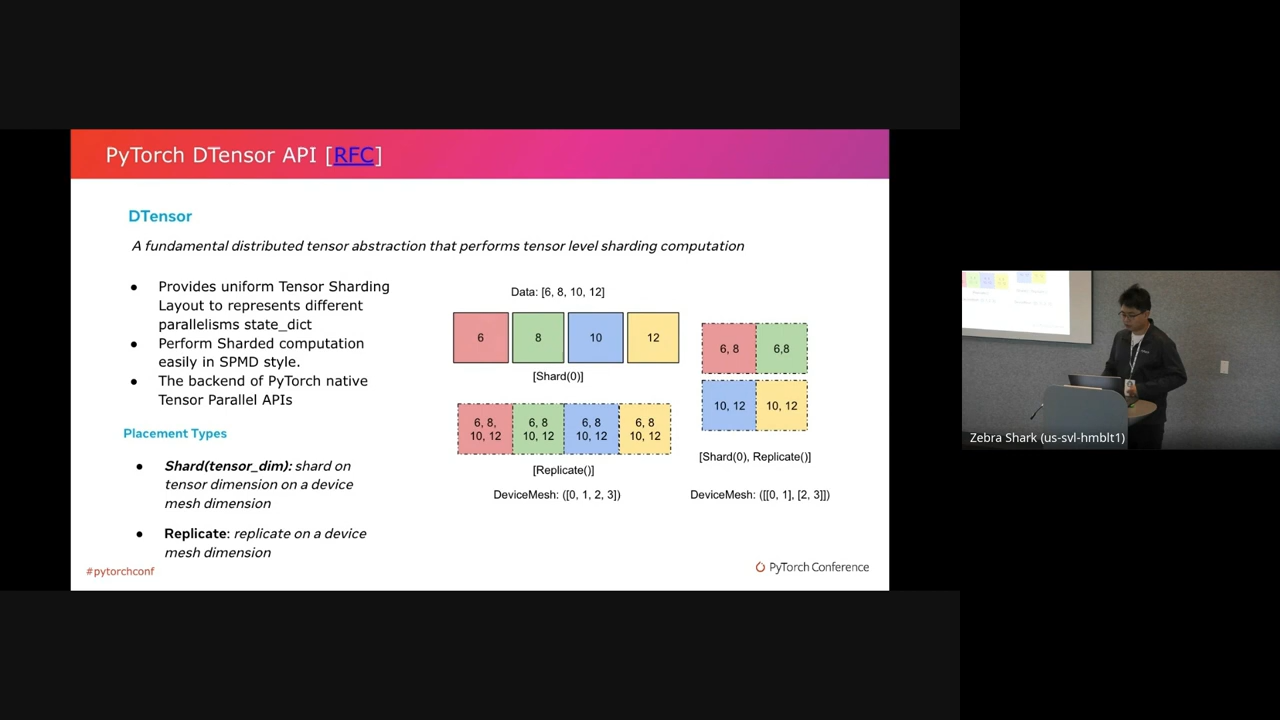 PyTorch DTensor API [RFC]
DTensor
A fundamental distributed tensor abstraction that performs tensor level sharding computation
● Provides uniform Tensor Sharding
Layout to represents different
parallelisms state_dict
● Perform Sharded computation
easily in SPMD style.
● The backend of PyTorch native
Tensor Parallel APIs
Placement Types
● Shard(tensor_dim): shard on
tensor dimension on a device
mesh dimension
● Replicate: replicate on a device
mesh dimension
Data: [6, 8, 10, 12]
6 8 10 12
[Shard(0)]
6, 8, 6, 8 6, 8 6, 8
10, 12 10, 12 10, 12 10, 12
[Replicate()]
DeviceMesh: ([0, 1, 2, 3])
6, 8 6,8
10, 12 10, 12
[Shard(0), Replicate()]
DeviceMesh: ([[0, 1], [2, 3]])
#pytorchconf
PyTorch Conference
Zebra Shark (us-svl-hmblt1)